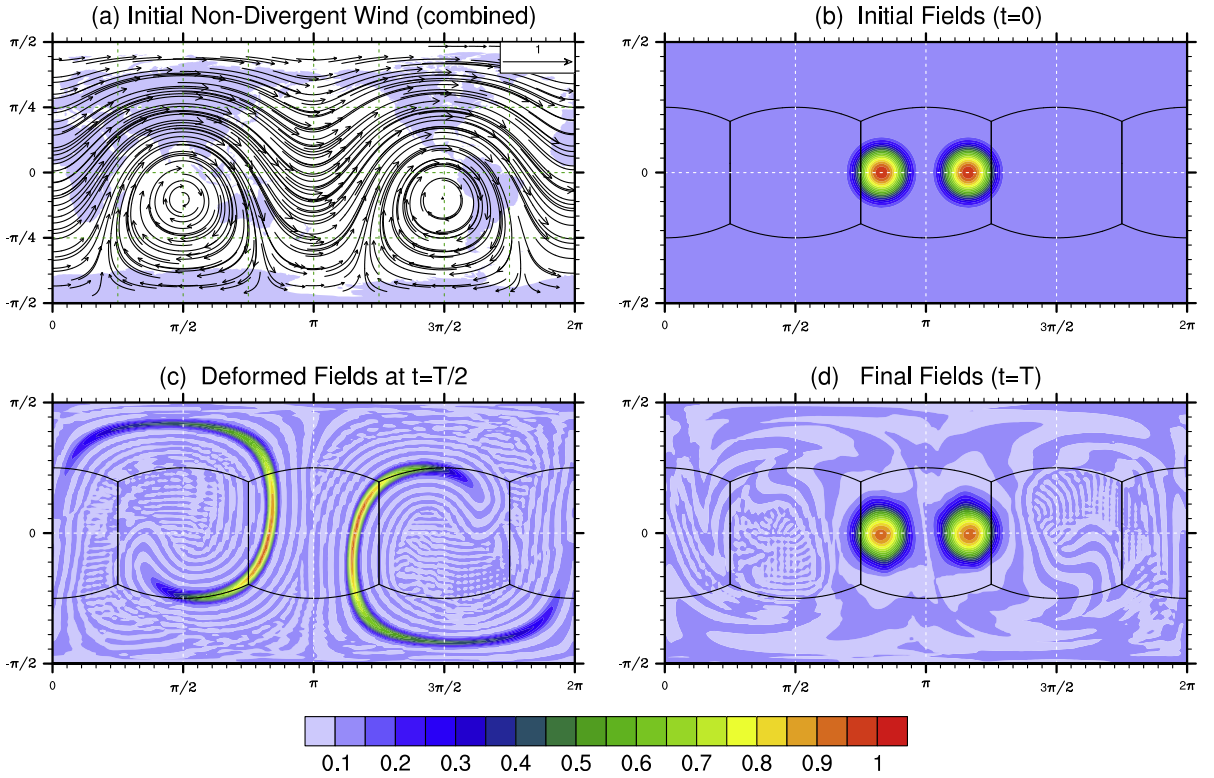 (a) Initial Non-Divergent Wind (combined)
(b) Initial Fields (t=0)
π/2
π/4
0
-π/4
-π/2
1
0
π/2
π
3π/2
2π
π/2
0
-π/2
0
π/2
π
3π/2
2π
(c) Deformed Fields at t=T/2
(d) Final Fields (t=T)
π/2
0
-π/2
0
π/2
π
3π/2
2π
π/2
0
-π/2
0
π/2
π
3π/2
2π
0.1 0.2 0.3 0.4 0.5 0.6 0.7 0.8 0.9 1